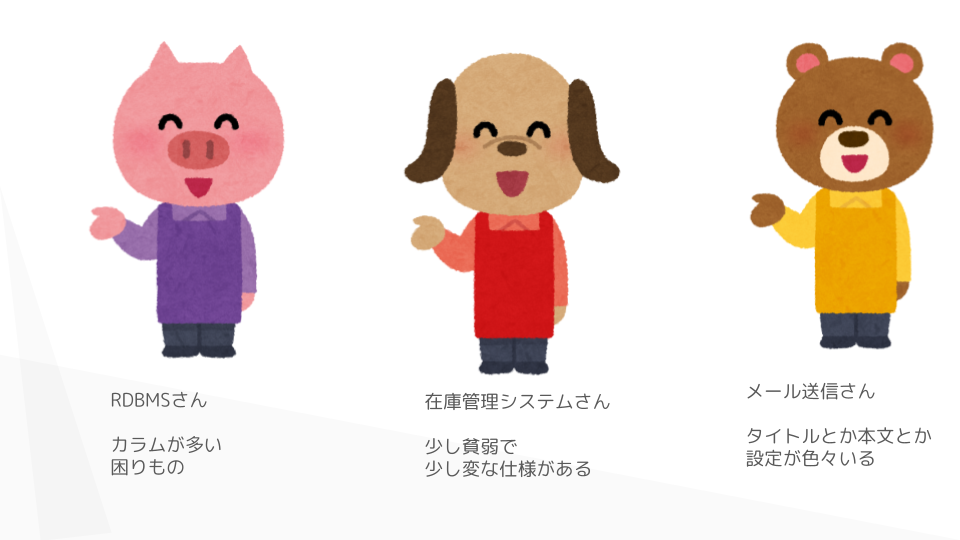 RDBMSさん
カラムが多い
困りもの
在庫管理システムさん
少し貧弱で
少し変な仕様がある
メール送信さん
タイトルとか本文とか
設定が色々いる